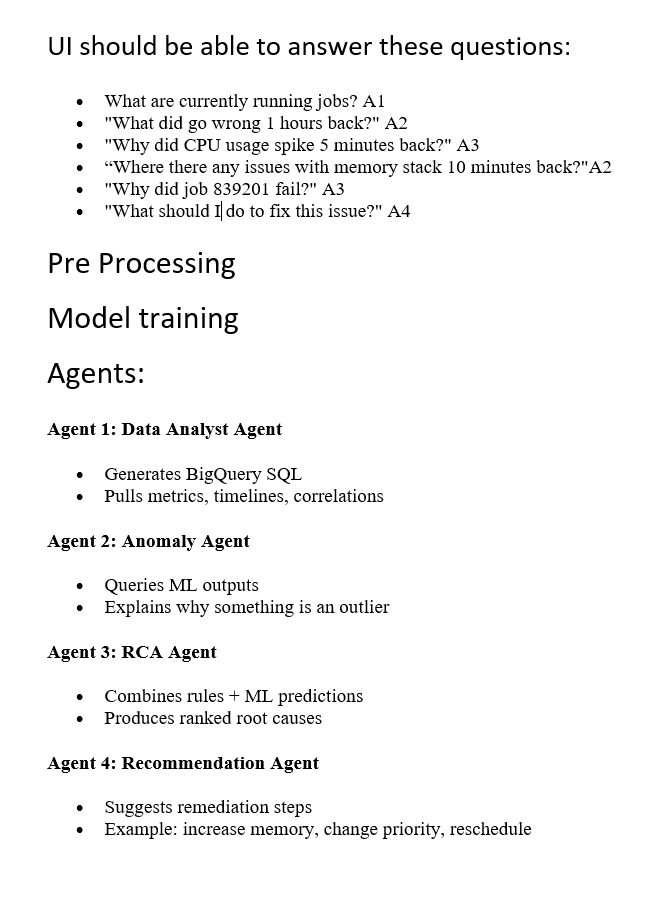 UI should be able to answer these questions:
• What are currently running jobs? A1
• "What did go wrong 1 hours back?" A2
• "Why did CPU usage spike 5 minutes back?" A3
• “Where there any issues with memory stack 10 minutes back?"A2
• "Why did job 839201 fail?" A3
• "What should I do to fix this issue?" A4
Pre Processing
Model training
Agents:
Agent 1: Data Analyst Agent
• Generates BigQuery SQL
• Pulls metrics, timelines, correlations
Agent 2: Anomaly Agent
• Queries ML outputs
• Explains why something is an outlier
Agent 3: RCA Agent
• Combines rules + ML predictions
• Produces ranked root causes
Agent 4: Recommendation Agent
• Suggests remediation steps
• Example: increase memory, change priority, reschedule